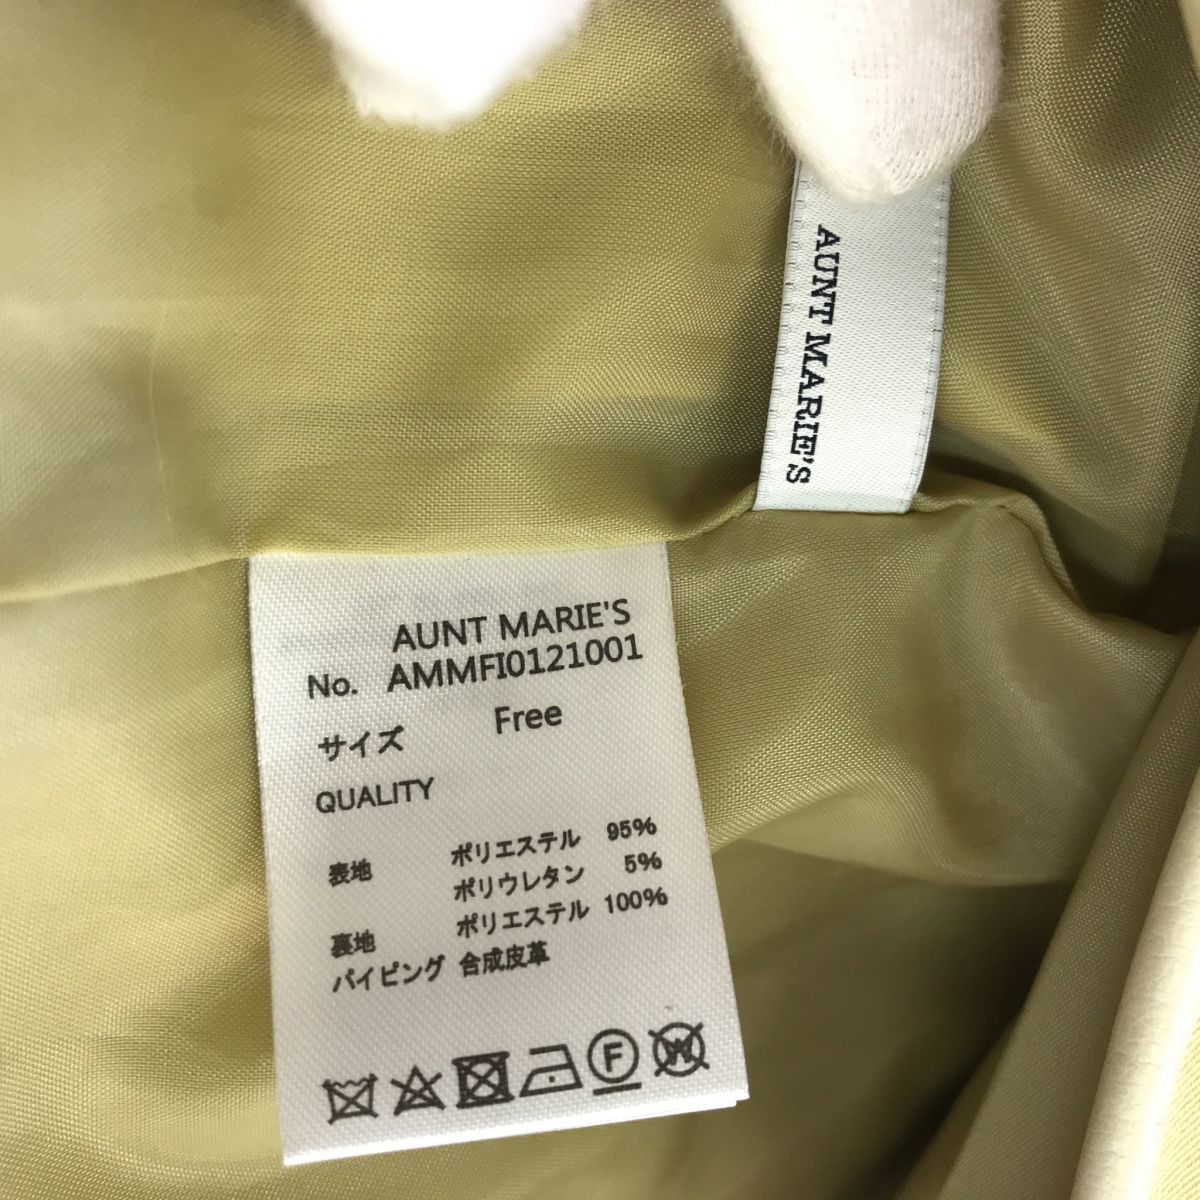 AUNT MARIE'S
AUNT MARIE'S
No. AMMFI0121001
サイズ Free
QUALITY
表地 ポリエステル 95%
ポリウレタン 5%
裏地 ポリエステル 100%
パイピング 合成皮革
F W